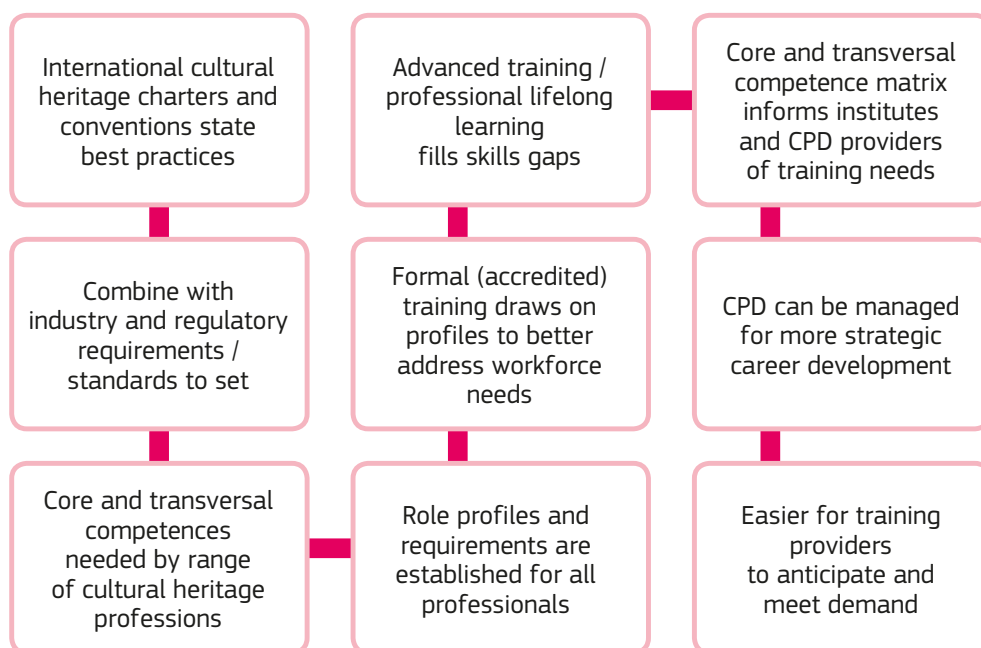 International cultural
heritage charters and
conventions state
best practices
Combine with
industry and regulatory
requirements /
standards to set
Core and transversal
competences
needed by range
of cultural heritage
professions
Role profiles and
requirements are
established for all
professionals
Formal (accredited)
training draws on
profiles to better
address workforce
needs
Advanced training /
professional lifelong
learning
fills skills gaps
Core and transversal
competence matrix
informs institutes
and CPD providers
of training needs
CPD can be managed
for more strategic
career development
Easier for training
providers
to anticipate and
meet demand